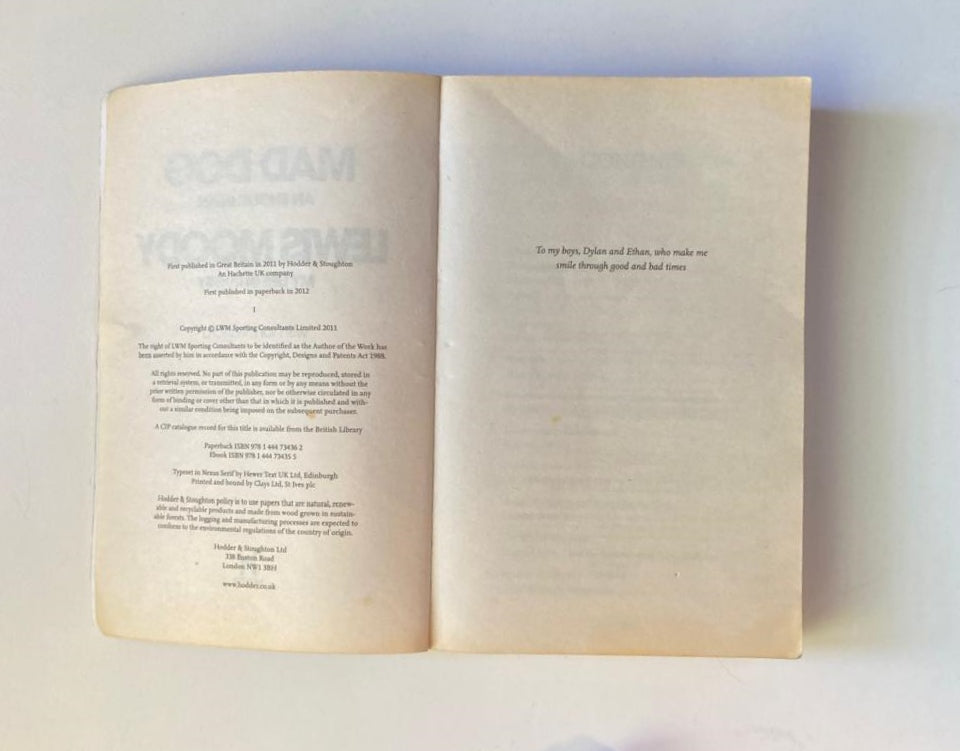 MAD DOG
LEWIS MOODY
First published in Great Britain in 2011 by Hodder & Stoughton
An Hachette UK company
First published in paperback in 2012
1
Copyright © LWM Sporting Consultants Limited 2011
The right of LWM Sporting Consultants to be identified as the Author of the Work has
been asserted by him in accordance with the Copyright, Designs and Patents Act 1988.
All rights reserved. No part of this publication may be reproduced, stored in
a retrieval system, or transmitted, in any form or by any means without the
prior written permission of the publisher, nor be otherwise circulated in any
form of binding or cover other than that in which it is published and with-
out a similar condition being imposed on the subsequent purchaser.
A CIP catalogue record for this title is available from the British Library
Paperback ISBN 978 1 444 73436 2
Ebook ISBN 978 1 444 73435 5
Typeset in Nexus Serif by Hewer Text UK Ltd, Edinburgh
Printed and bound by Clays Ltd, St Ives plc
Hodder & Stoughton policy is to use papers that are natural, renew-
able and recyclable products and made from wood grown in sustain-
able forests. The logging and manufacturing processes are expected to
conform to the environmental regulations of the country of origin.
Hodder & Stoughton Ltd
338 Euston Road
London NW1 3BH
www.hodder.co.uk
To my boys, Dylan and Ethan, who make me
smile through good and bad times